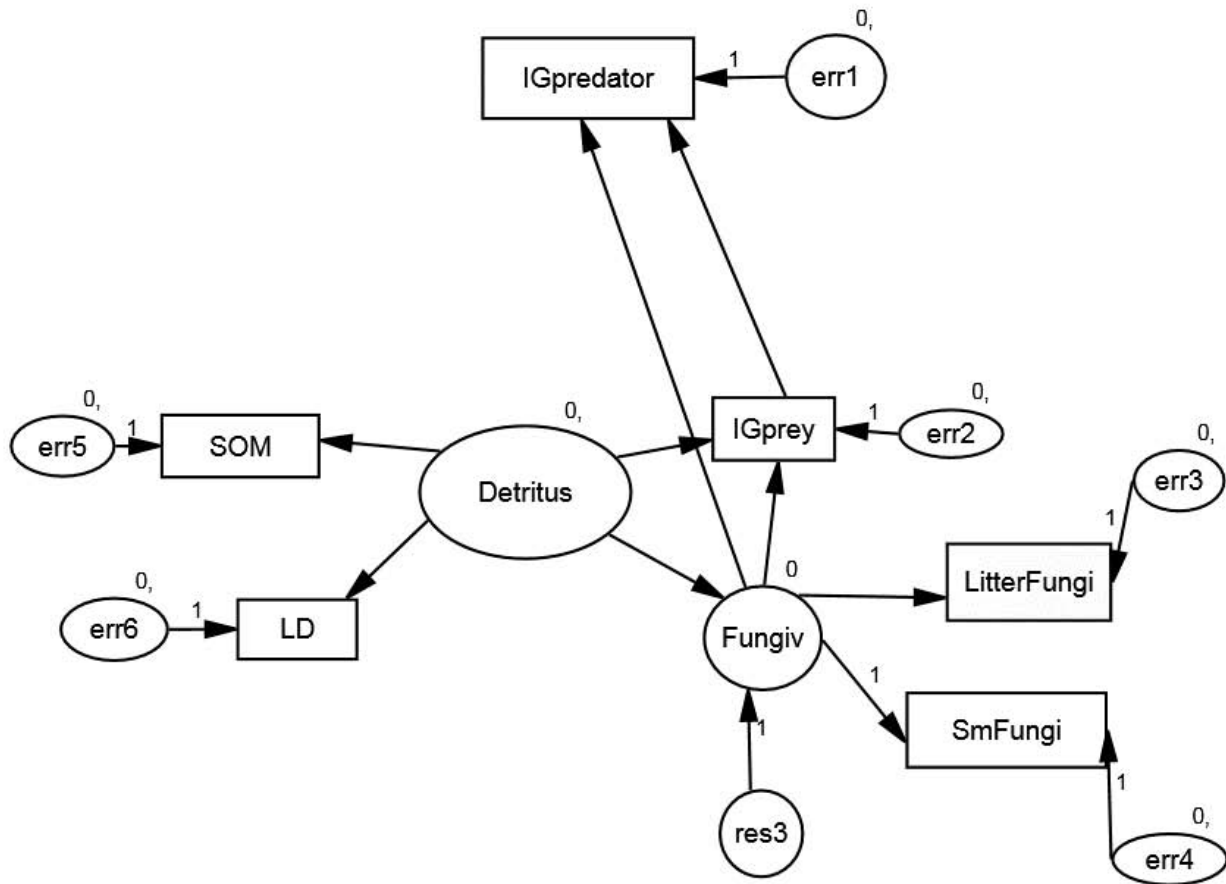 0,
IGpredator
1
err1
0,
err5
1
SOM
0,
Detritus
IGprey
1
0,
err2
0,
err3
1
0,
err6
1
LD
0
LitterFungi
Fungiv
1
SmFungi
1
res3
1
0,
err4